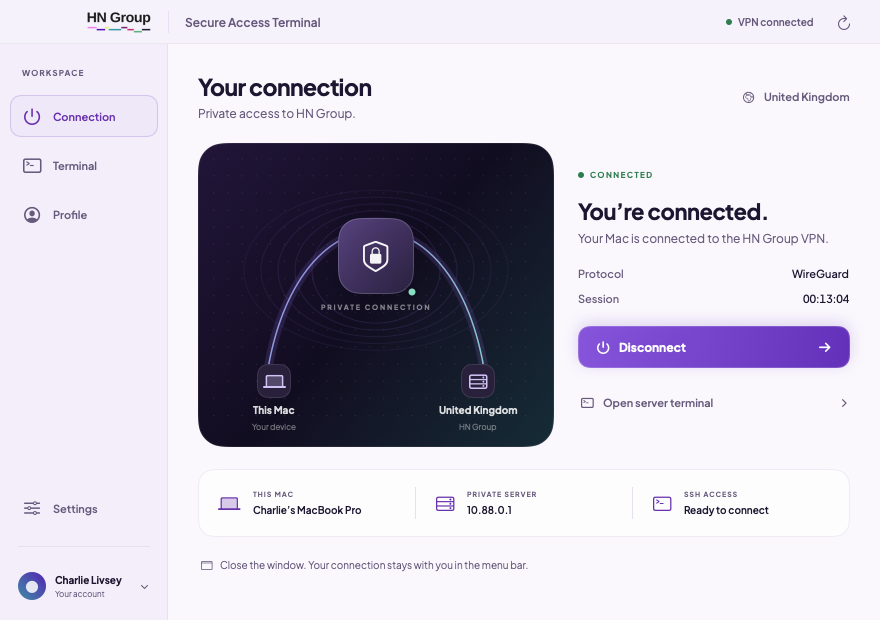 HN Group
Secure Access Terminal
VPN connected
WORKSPACE
Connection
Terminal
Profile
Settings
Charlie Livsey
Your account
Your connection
Private access to HN Group.
United Kingdom
PRIVATE CONNECTION
This Mac
Your device
United Kingdom
HN Group
CONNECTED
You’re connected.
Your Mac is connected to the HN Group VPN.
Protocol WireGuard
Session 00:13:04
Disconnect
Open server terminal
THIS MAC
Charlie’s MacBook Pro
PRIVATE SERVER
10.88.0.1
SSH ACCESS
Ready to connect
Close the window. Your connection stays with you in the menu bar.